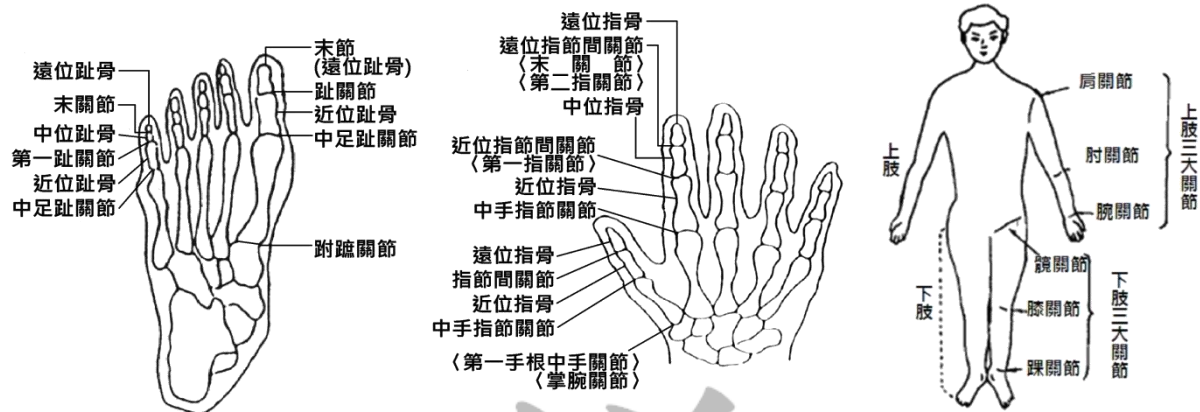 遠位趾骨
末關節
中位趾骨
第一趾關節
近位趾骨
中足趾關節
末節
(遠位趾骨)
趾關節
近位趾骨
中足趾關節
跗蹠關節
遠位指骨
遠位指節間關節
〈末關節〉
〈第二指關節〉
中位指骨
近位指節間關節
〈第一指關節〉
近位指骨
中手指節關節
遠位指骨
指節間關節
近位指骨
中手指節關節
〈第一手根中手關節〉
〈掌腕關節〉
上肢
下肢
肩關節
肘關節
腕關節
上肢三大關節
髖關節
膝關節
踝關節
下肢三大關節